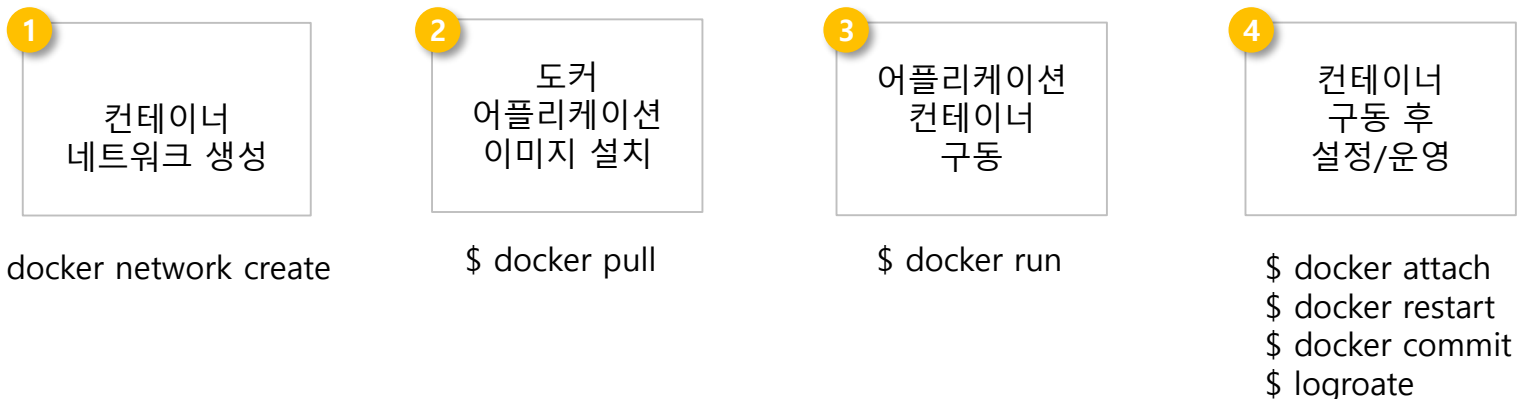 1
컨테이너
네트워크 생성
docker network create
2
도커
어플리케이션
이미지 설치
$ docker pull
3
어플리케이션
컨테이너
구동
$ docker run
4
컨테이너
구동 후
설정/운영
$ docker attach
$ docker restart
$ docker commit
$ logroate